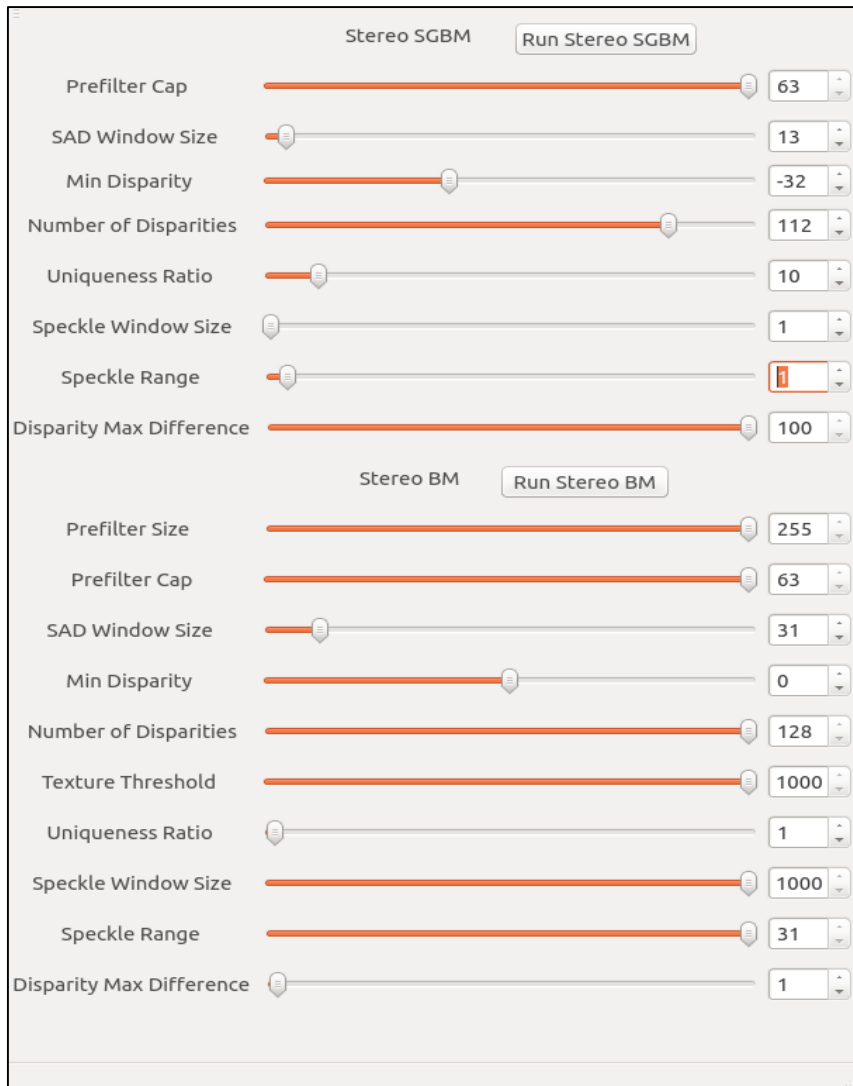 Stereo SGBM Run Stereo SGBM
Prefilter Cap 63
SAD Window Size 13
Min Disparity -32
Number of Disparities 112
Uniqueness Ratio 10
Speckle Window Size 1
Speckle Range 1
Disparity Max Difference 100
Stereo BM Run Stereo BM
Prefilter Size 255
Prefilter Cap 63
SAD Window Size 31
Min Disparity 0
Number of Disparities 128
Texture Threshold 1000
Uniqueness Ratio 1
Speckle Window Size 1000
Speckle Range 31
Disparity Max Difference 1